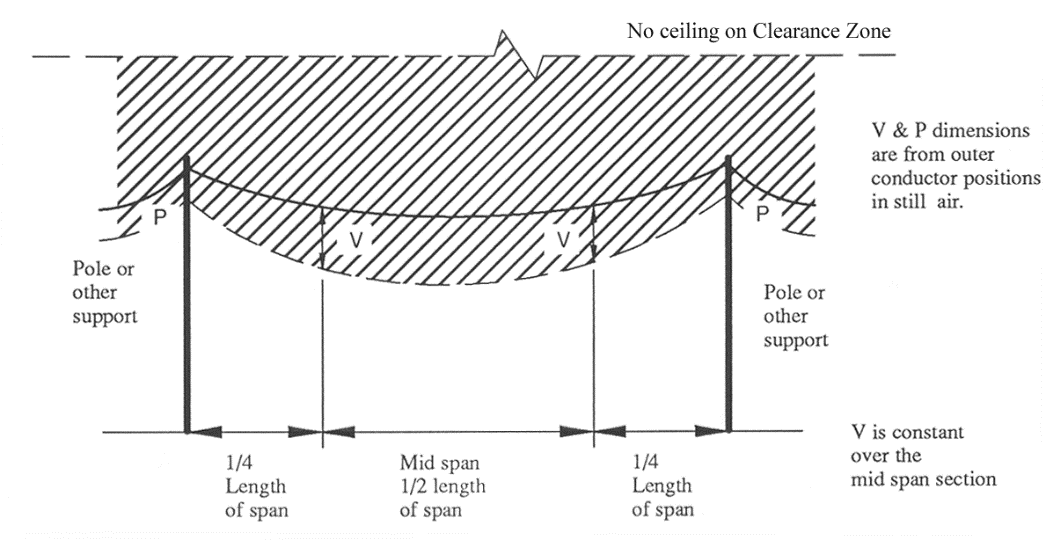 No ceiling on Clearance Zone
V & P dimensions
are from outer
conductor positions
in still air.
P
V
V
P
Pole or
other
support
Pole or
other
support
1/4
Length
of span
Mid span
1/2 length
of span
1/4
Length
of span
V is constant
over the
mid span section